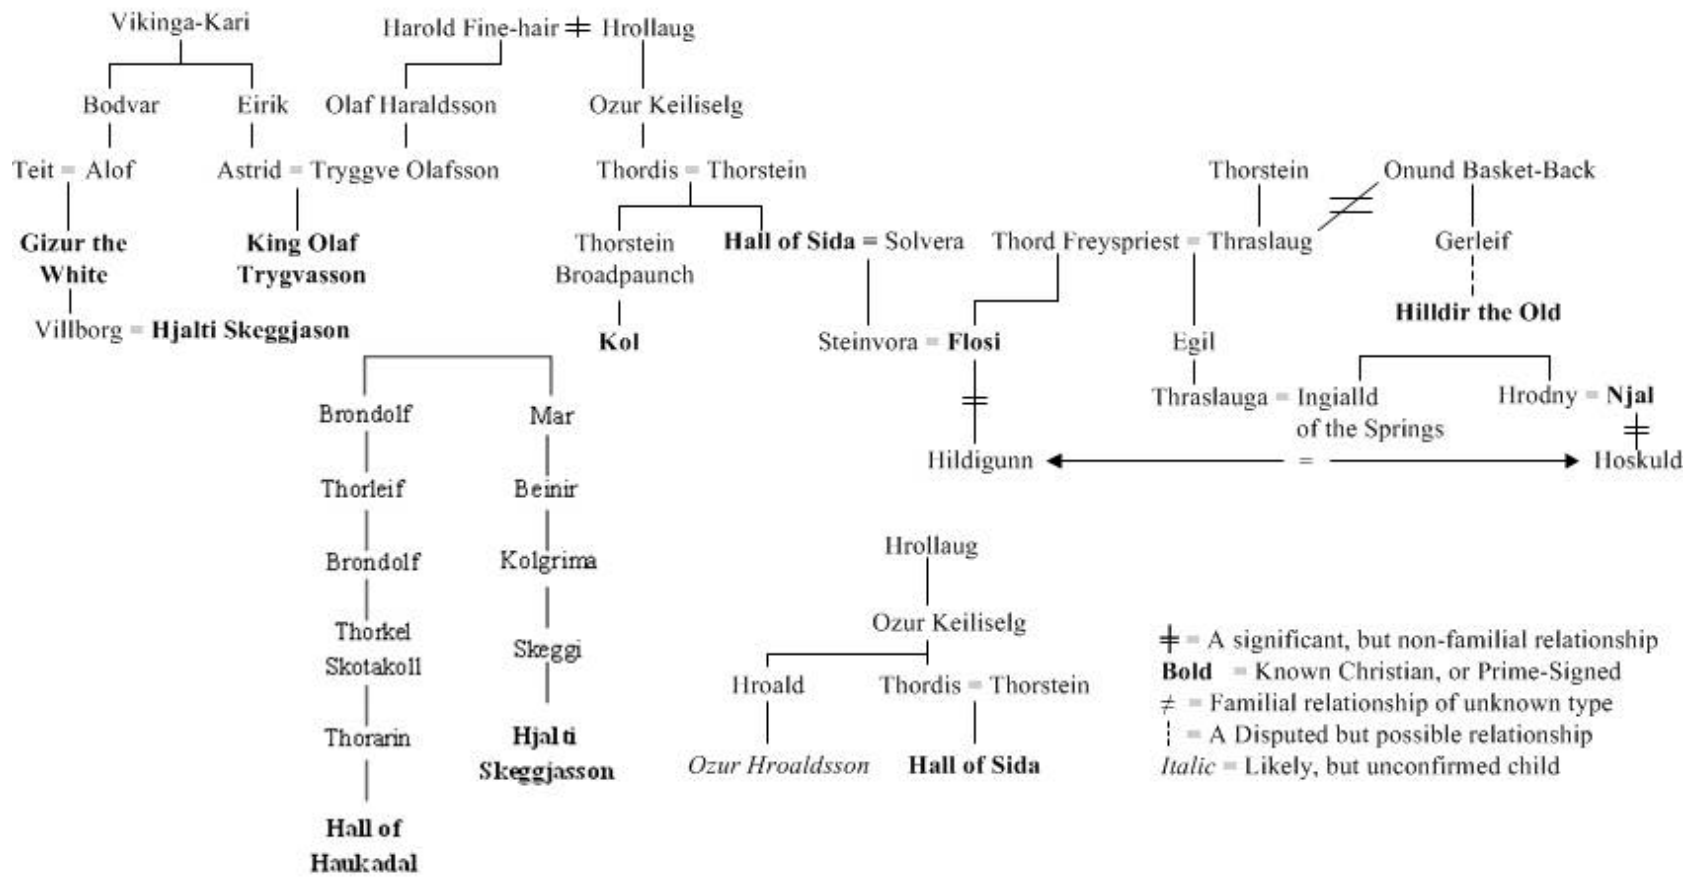 Vikinga-Kari
Harold Fine-hair ⋕ Hrollaug
Bodvar
Eirik
Olaf Haraldsson
Ozur Keiliselg
Teit = Alof
Astrid = Tryggve Olafsson
Thordis = Thorstein
Thorstein
Onund Basket-Back
Gizur the
White
King Olaf
Trygvasson
Thorstein
Broadpaunch
Hall of Sida = Solvera
Thord Freyspriest = Thraslaug
Gerleif
Hilldir the Old
Villborg = Hjalti Skeggjason
Kol
Steinvora = Flosi
Egil
Thraslauga = Ingialld
of the Springs
Hrodny = Njal
Hildigunn
=
Hoskuld
Brondolf
Mar
Thorleif
Beinir
Brondolf
Kolgrima
Thorkel
Skotakoll
Skeggi
Thorarin
Hjalti
Skeggjasson
Hall of
Haukadal
Hrollaug
Ozur Keiliselg
Hroald
Thordis = Thorstein
Ozur Hroaldsson
Hall of Sida
⋕ = A significant, but non-familial relationship
Bold = Known Christian, or Prime-Signed
≠ = Familial relationship of unknown type
¦ = A Disputed but possible relationship
Italic = Likely, but unconfirmed child